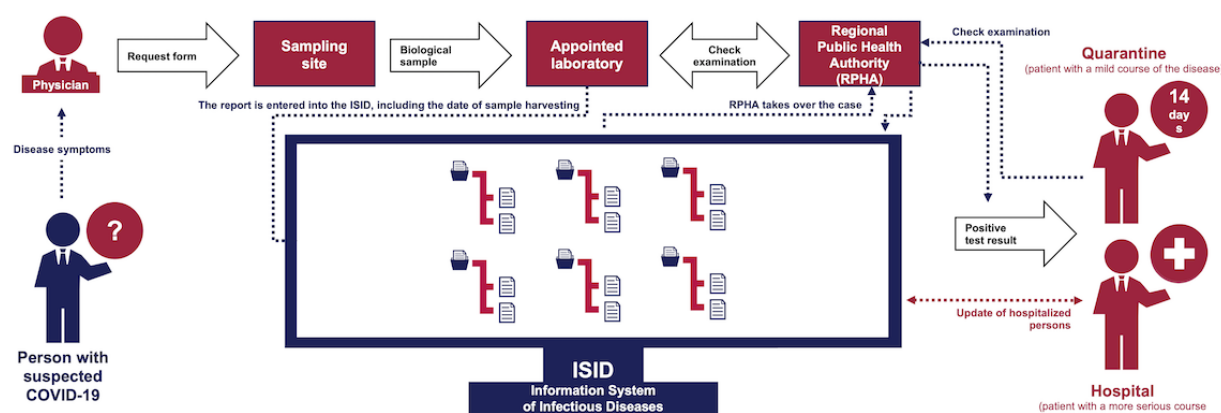 Physician
Request form
Sampling
site
Biological
sample
Appointed
laboratory
Check
examination
Regional
Public Health
Authority
(RPHA)
Check examination
Quarantine
(patient with a mild course of the disease
14
day
s
The report is entered into the ISID, including the date of sample harvesting
RPHA takes over the case
Disease symptoms
?
Positive
test result
Update of hospitalized
persons
Person with
suspected
COVID-19
ISID
Information System
of Infectious Diseases
Hospital
(patient with a more serious course